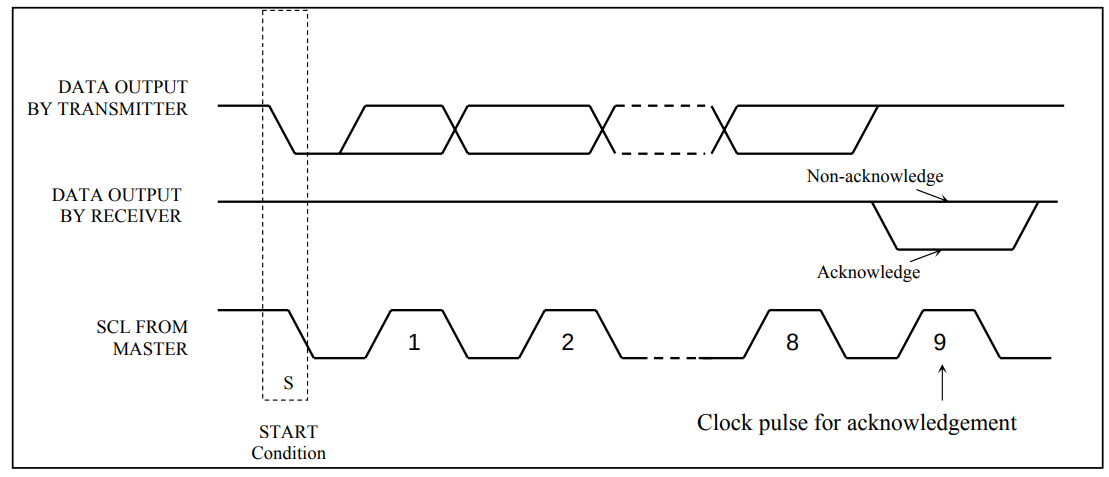 DATA OUTPUT
BY TRANSMITTER
DATA OUTPUT
BY RECEIVER
Non-acknowledge
Acknowledge
SCL FROM
MASTER
1
2
8
9
S
START
Condition
Clock pulse for acknowledgement